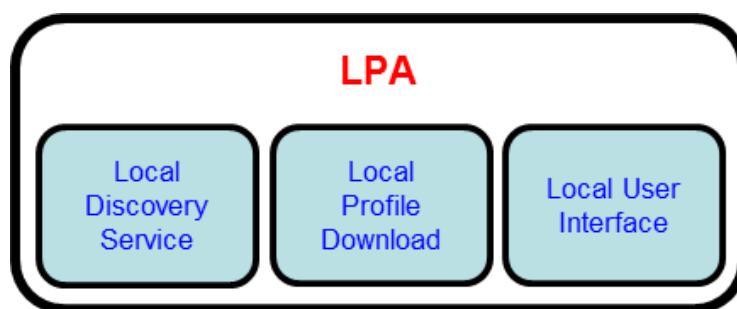 LPA
Local
Discovery
Service
Local
Profile
Download
Local User
Interface